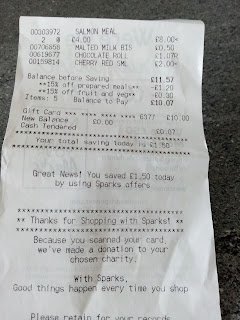 00303972 SALMON MEAL
2 @ £4.00 £8.00*
00706858 MALTED MILK BIS £0.50
00619677 CHOCOLATE ROLL £1.07*
00159814 CHERRY RED SML £2.00*
Balance before Saving £11.57
**15% off prepared meals** -£1.20
**15% off fruit and veg** -£0.30
Items: 5 Balance to Pay £10.07
Gift Card *** **** **** **** 6377 £10.00
New Balance £0.00
Cash Tendered £0.07
Your total saving today is £1.50
Great News! You saved £1.50 today
by using Sparks offers
** Thanks for Shopping with Sparks! **
Because you scanned your card,
we've made a donation to your
chosen charity.
With Sparks,
Good things happen every time you shop
Please retain for your records